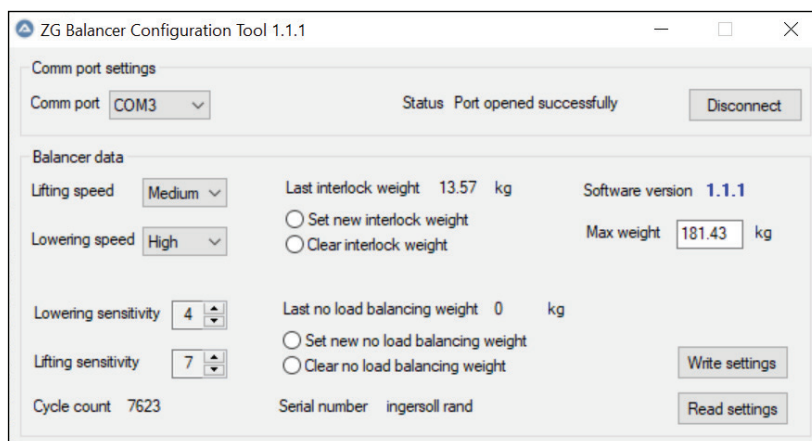 ZG Balancer Configuration Tool 1.1.1
Comm port settings
Comm port COM3 Status Port opened successfully Disconnect
Balancer data
Lifting speed Medium Last interlock weight 13.57 kg Software version 1.1.1
Set new interlock weight
Lowering speed High Clear interlock weight Max weight 181.43 kg
Lowering sensitivity 4 Last no load balancing weight 0 kg
Set new no load balancing weight
Lifting sensitivity 7 Clear no load balancing weight Write settings
Cycle count 7623 Serial number ingersoll rand Read settings